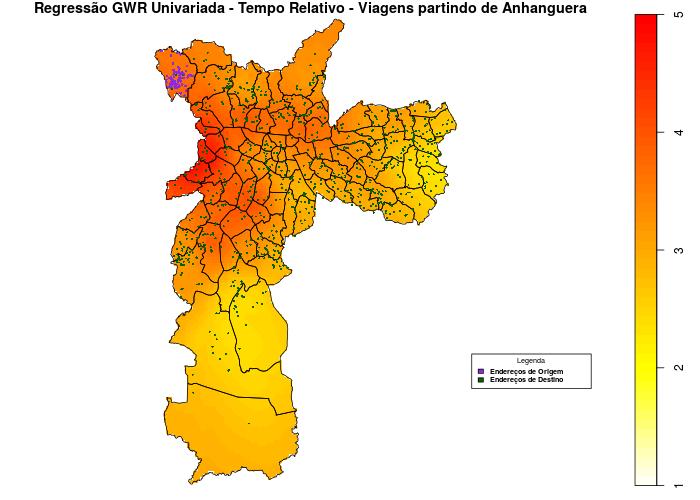 Regressão GWR Univariada - Tempo Relativo - Viagens partindo de Anhanguera
5
4
3
2
1
Legenda
Endereços de Origem
Endereços de Destino